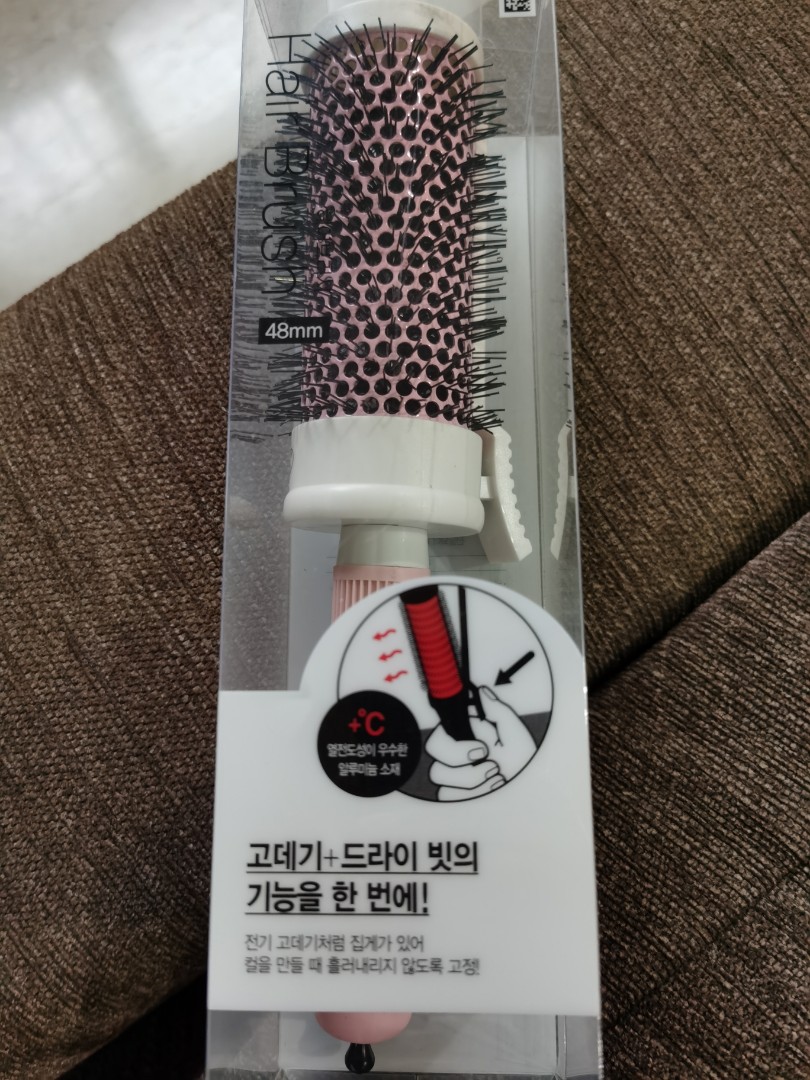 Hair Brush
48mm
+℃
열전도성이 우수한
알루미늄 소재
고데기+드라이 빗의
기능을 한 번에!
전기 고데기처럼 집게가 있어
컬을 만들 때 흘러내리지 않도록 고정!